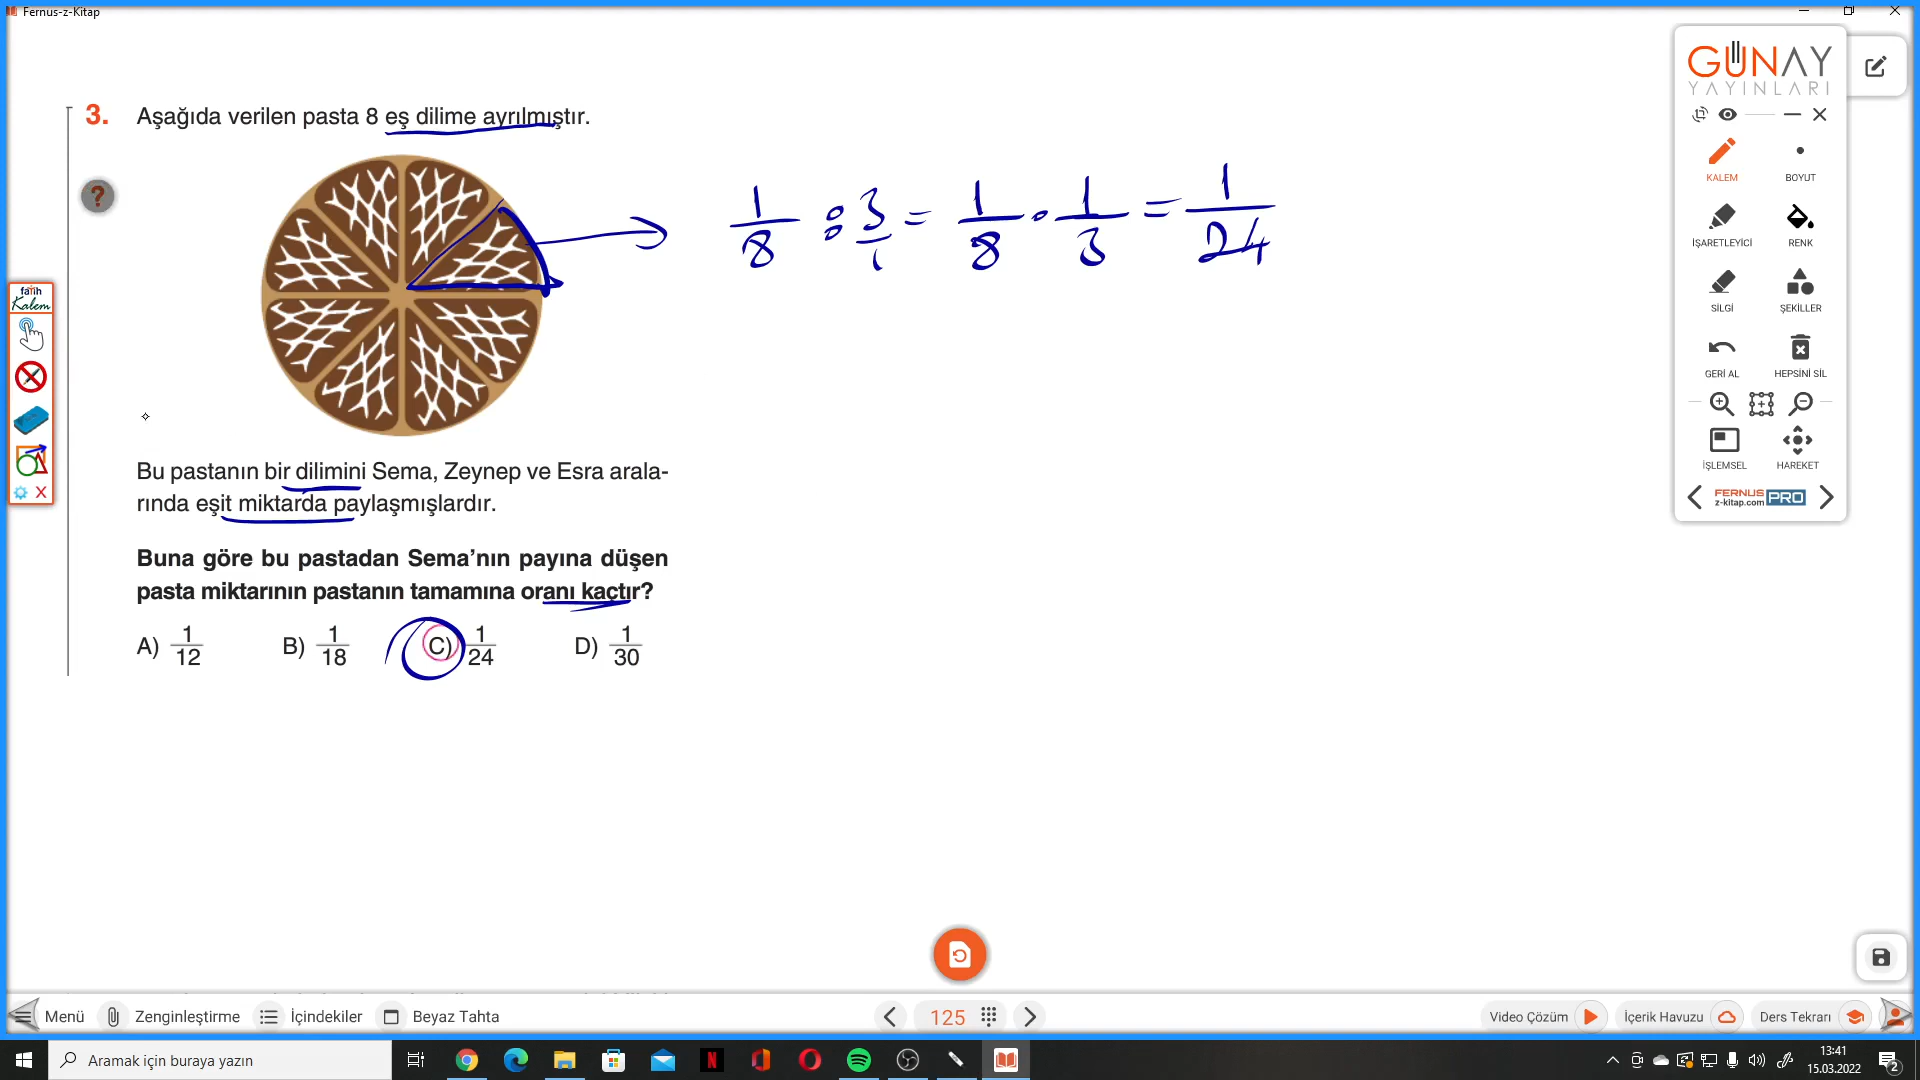 Fernus-z-Kitap
GÜNAY
YAYINLARI
KALEM
BOYUT
İŞARETLEYİCİ
RENK
SİLGİ
ŞEKİLLER
GERİ AL
HEPSİNİ SİL
İŞLEMSEL
HAREKET
FERNUS
z-kitap.com PRO
fatih
Kalem
?
3. Aşağıda verilen pasta 8 eş dilime ayrılmıştır.
1/8 : 3/1 = 1/8 · 1/3 = 1/24
Bu pastanın bir dilimini Sema, Zeynep ve Esra arala-
rında eşit miktarda paylaşmışlardır.
Buna göre bu pastadan Sema’nın payına düşen
pasta miktarının pastanın tamamına oranı kaçtır?
A) 1/12 B) 1/18 C) 1/24 D) 1/30
Menü Zenginleştirme İçindekiler Beyaz Tahta 125 Video Çözüm İçerik Havuzu Ders Tekrarı
Aramak için buraya yazın
13:41
15.03.2022
2